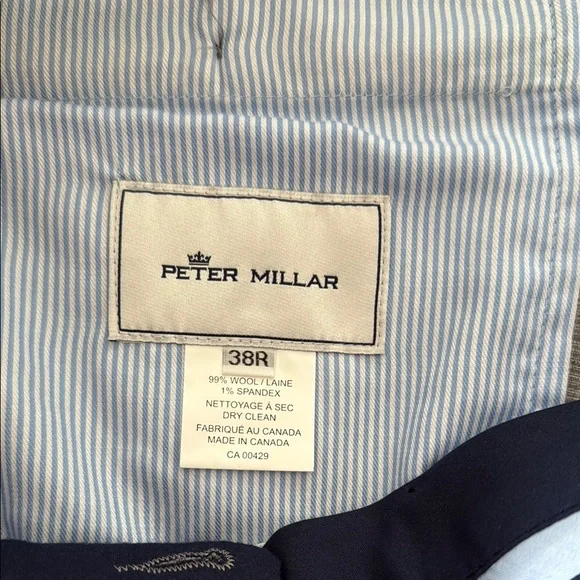 PETER MILLAR
38R
99% WOOL / LAINE
1% SPANDEX
NETTOYAGE À SEC
DRY CLEAN
FABRIQUÉ AU CANADA
MADE IN CANADA
CA 00429